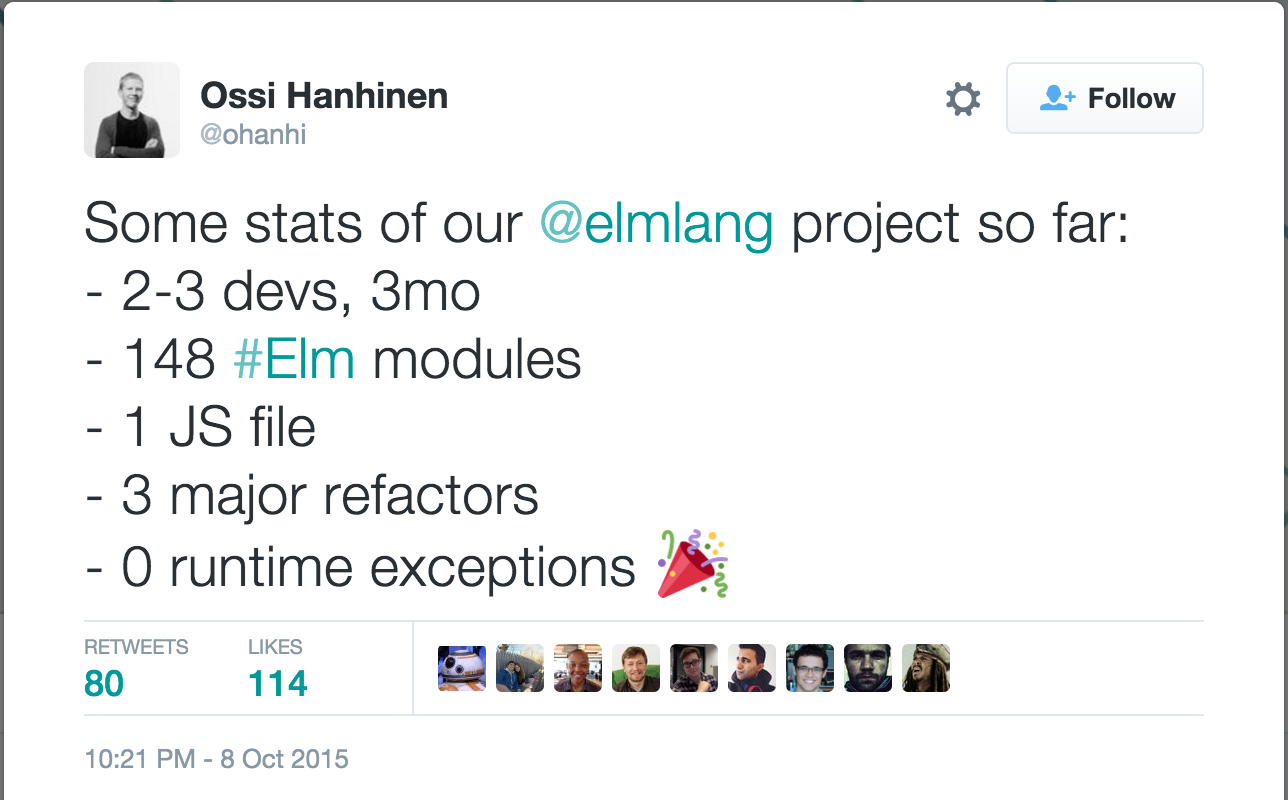 Ossi Hanhinen
@ohanhi
Follow
Some stats of our @elmlang project so far:
- 2-3 devs, 3mo
- 148 #Elm modules
- 1 JS file
- 3 major refactors
- 0 runtime exceptions 🎉
RETWEETS LIKES
80 114
10:21 PM - 8 Oct 2015